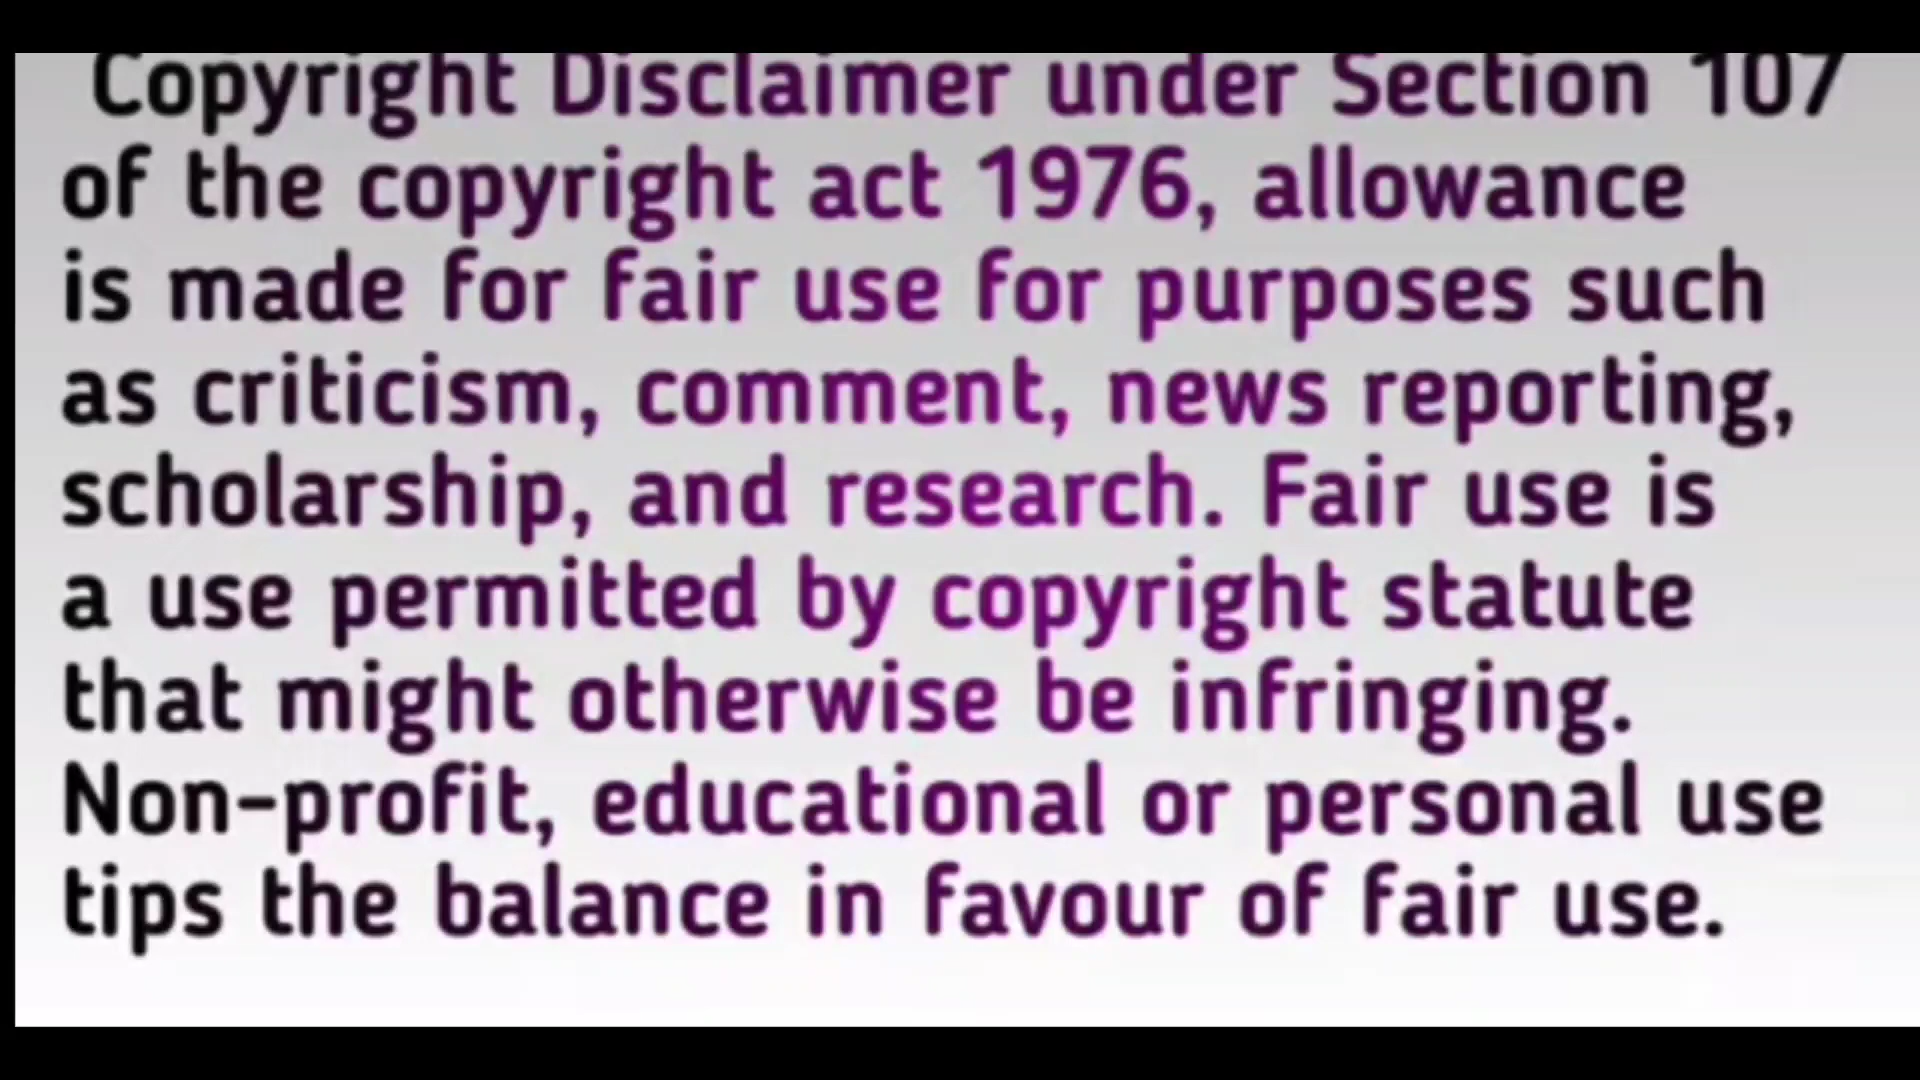 Copyright Disclaimer under Section 107
of the copyright act 1976, allowance
is made for fair use for purposes such
as criticism, comment, news reporting,
scholarship, and research. Fair use is
a use permitted by copyright statute
that might otherwise be infringing.
Non-profit, educational or personal use
tips the balance in favour of fair use.